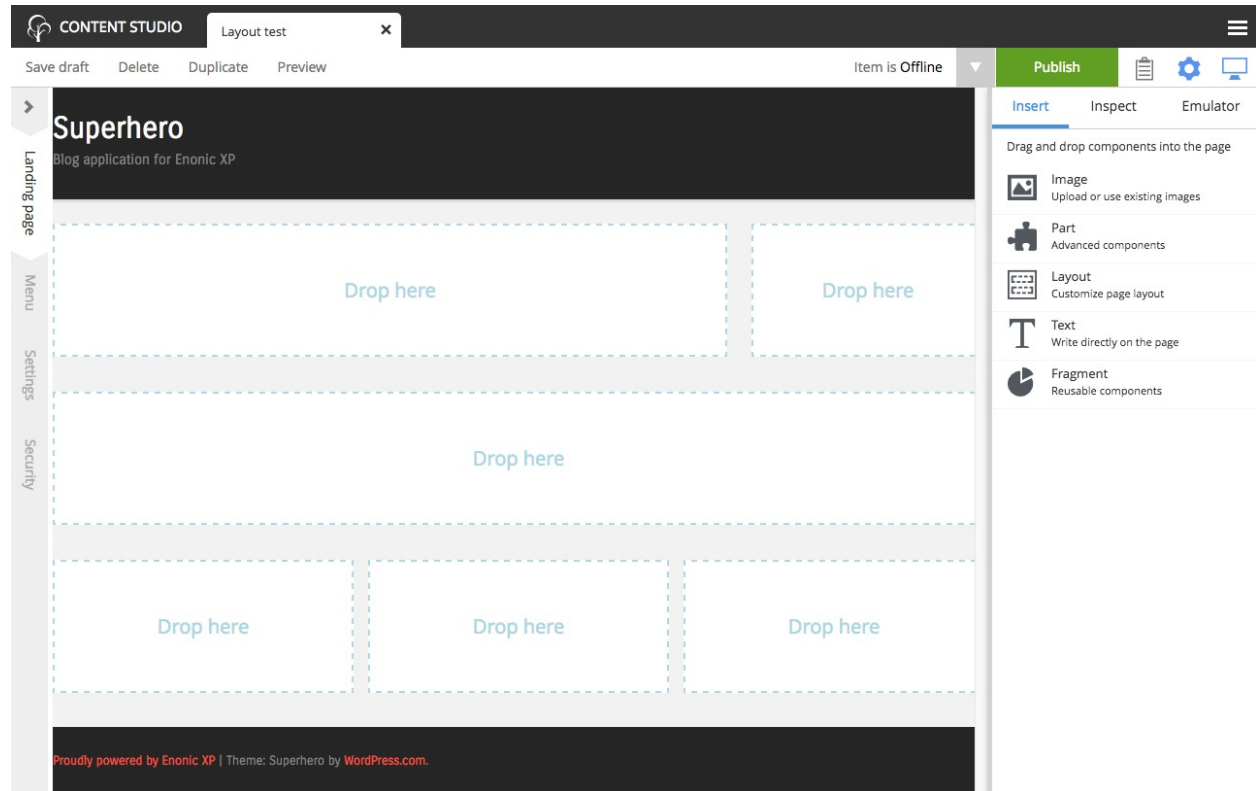 CONTENT STUDIO
Layout test
Save draft Delete Duplicate Preview Item is Offline Publish
Insert Inspect Emulator
Drag and drop components into the page
Image
Upload or use existing images
Part
Advanced components
Layout
Customize page layout
Text
Write directly on the page
Fragment
Reusable components
Landing page
Menu
Settings
Security
Superhero
Blog application for Enonic XP
Drop here Drop here
Drop here
Drop here Drop here Drop here
Proudly powered by Enonic XP | Theme: Superhero by WordPress.com.